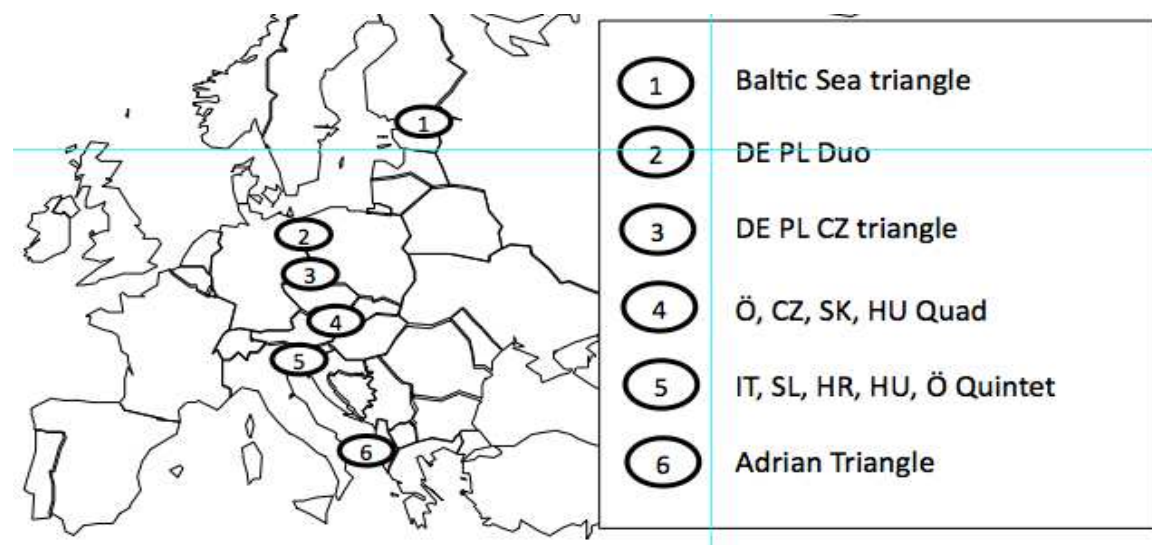 1
2
3
4
5
6
1 Baltic Sea triangle
2 DE PL Duo
3 DE PL CZ triangle
4 Ö, CZ, SK, HU Quad
5 IT, SL, HR, HU, Ö Quintet
6 Adrian Triangle